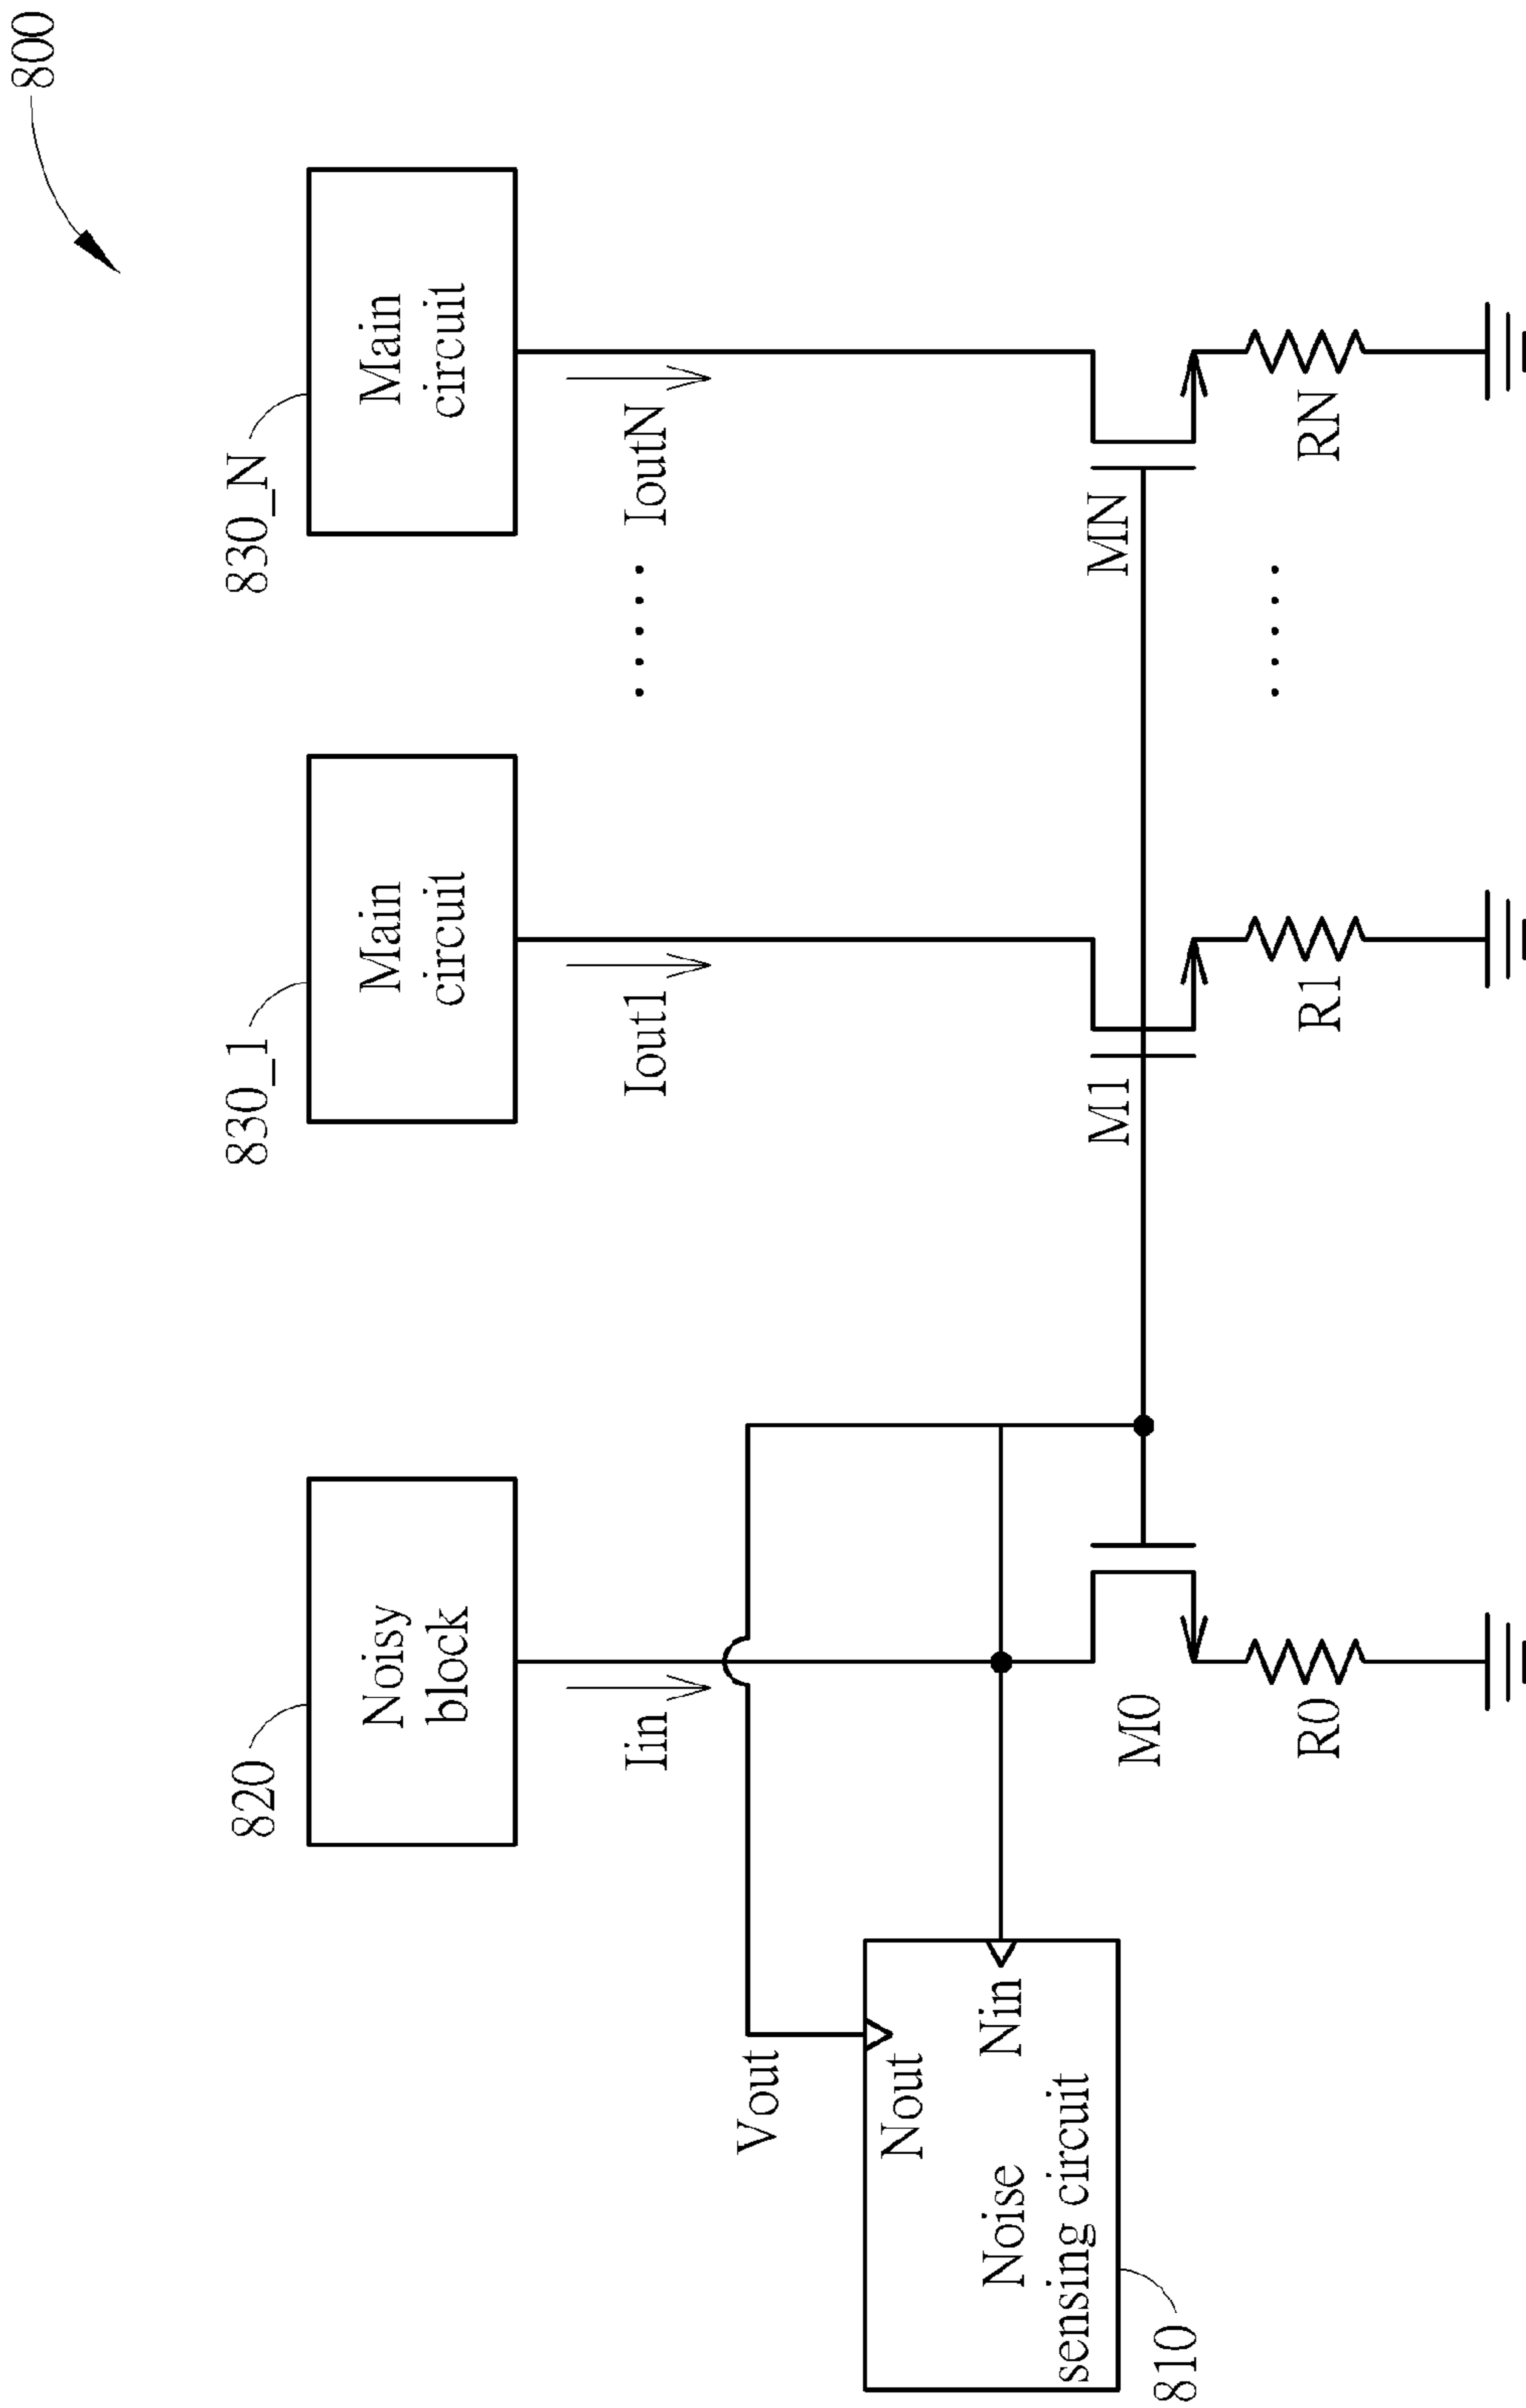 800
820
Noisy
block
830_1
Main
circuit
830_N
Main
circuit
Iin
Iout1
IoutN
Vout
Nout
Nin
Noise
sensing circuit
810
M0
M1
MN
R0
R1
RN